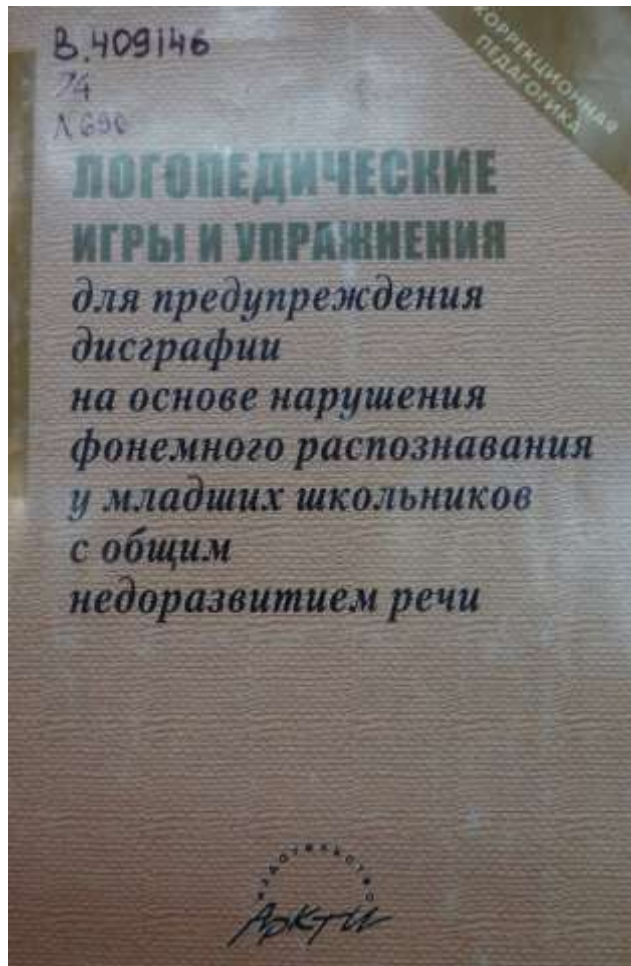 В.409146
74
Л690
КОРРЕКЦИОННАЯ
ПЕДАГОГИКА
ЛОГОПЕДИЧЕСКИЕ
ИГРЫ И УПРАЖНЕНИЯ
для предупреждения
дисграфии
на основе нарушения
фонемного распознавания
у младших школьников
с общим
недоразвитием речи
ИЗДАТЕЛЬСТВО
АРКТИ